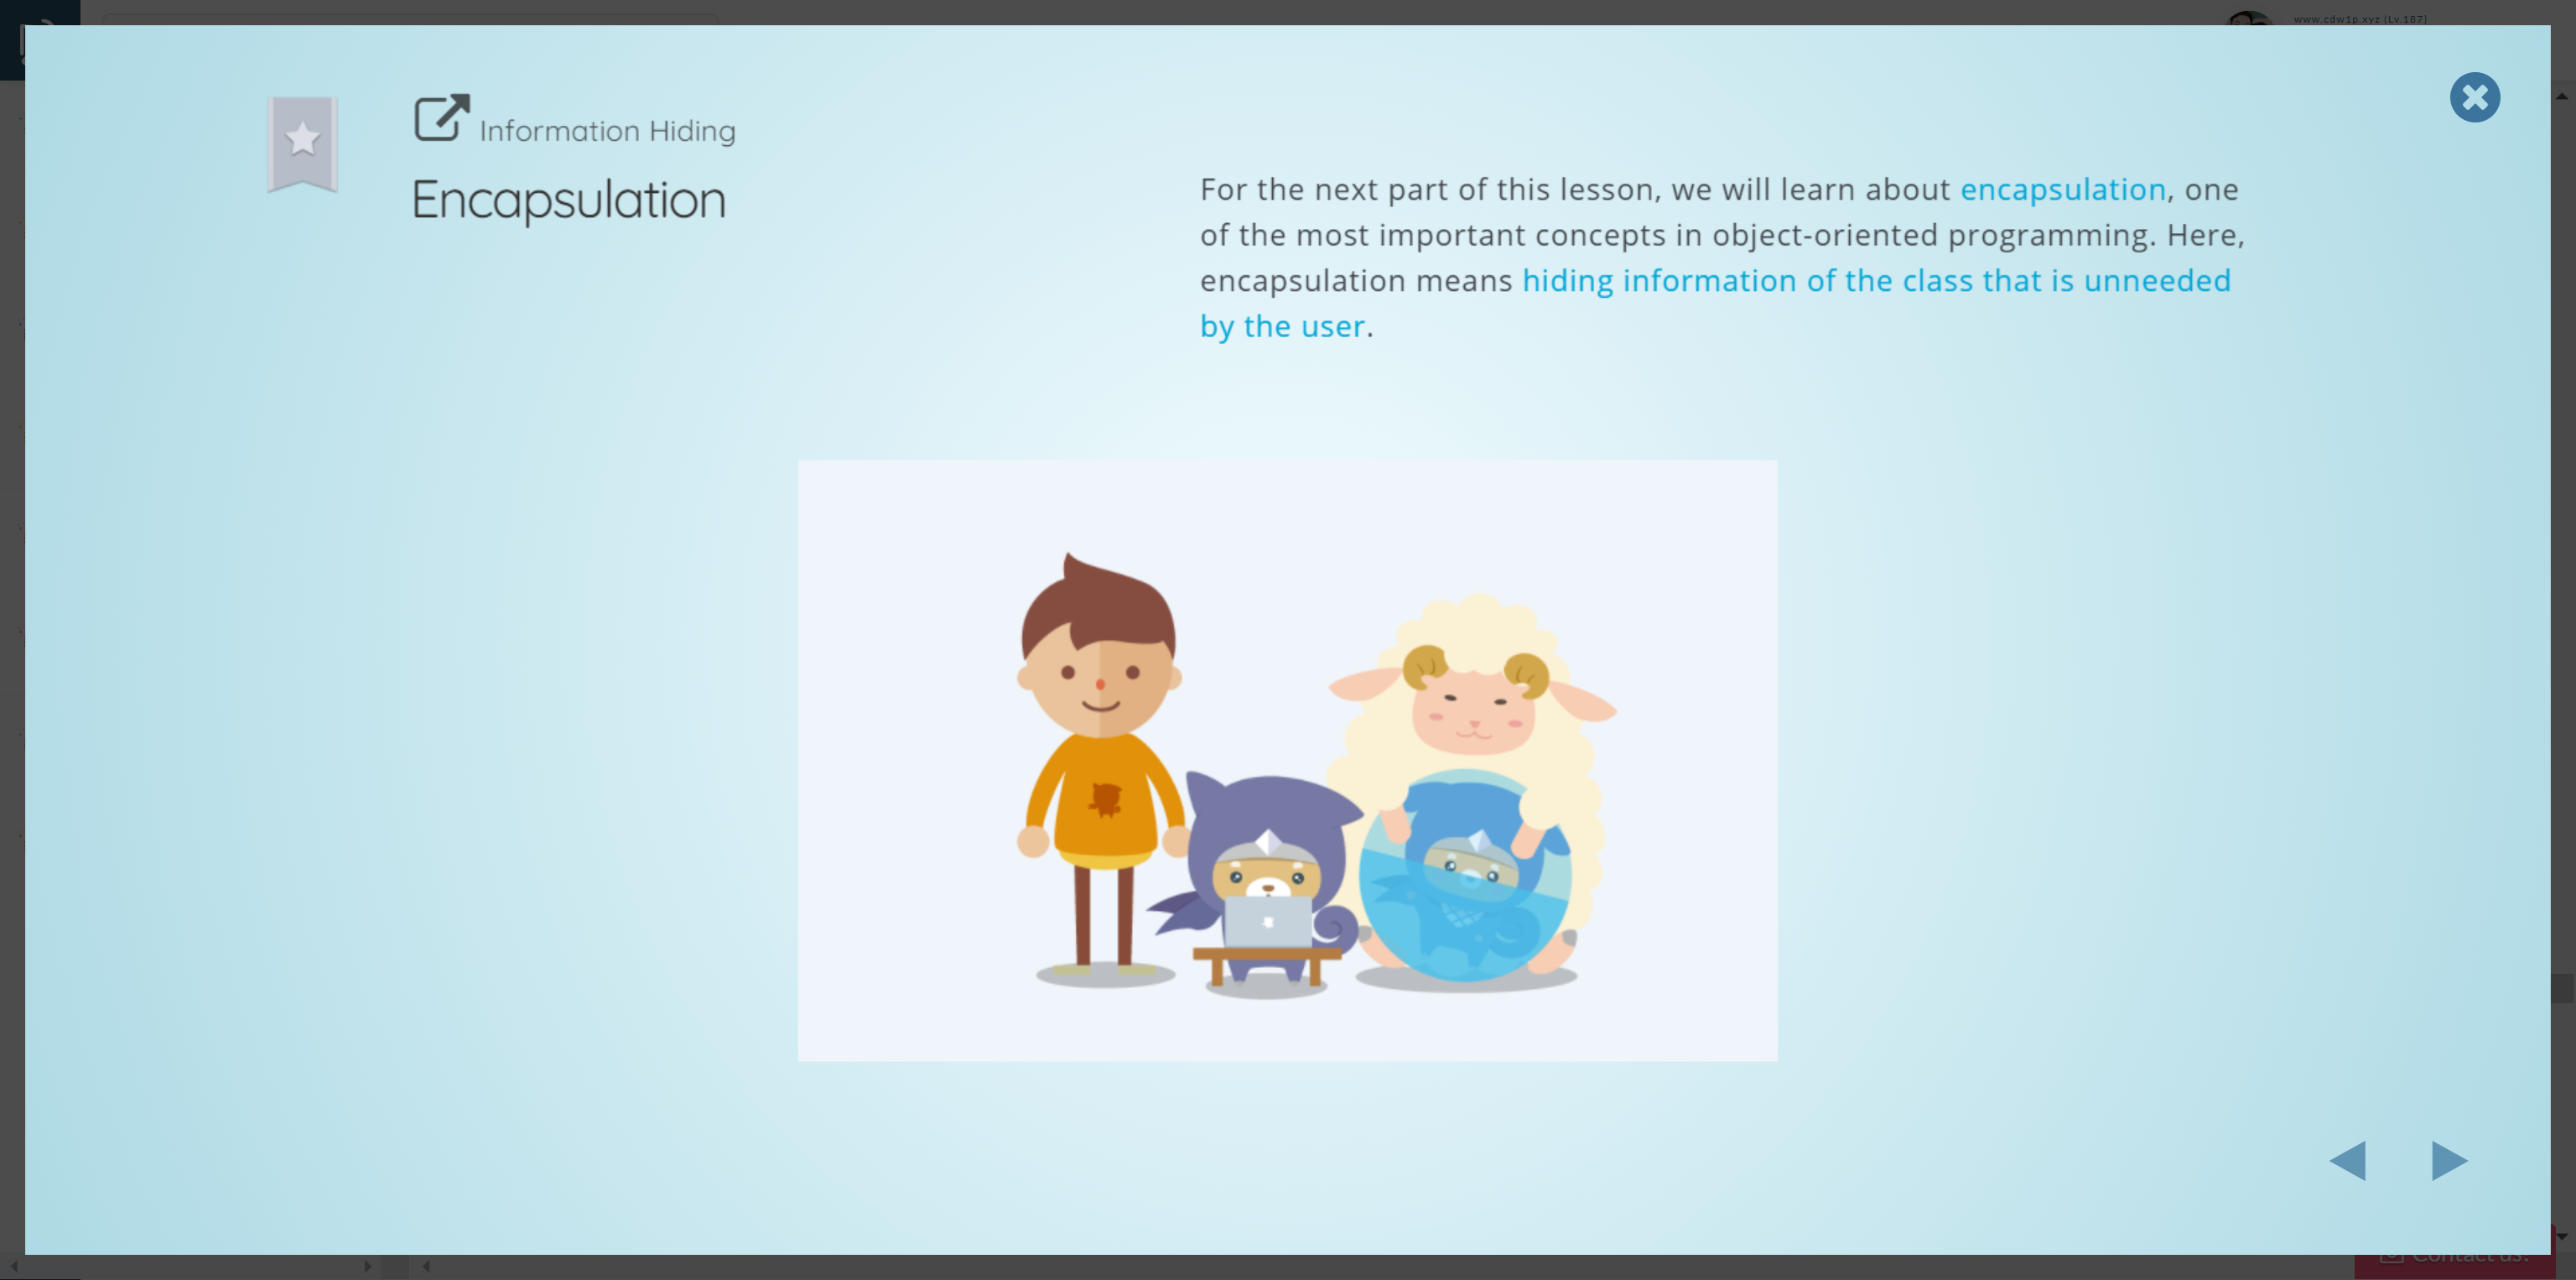 www.cdw1p.xyz (Lv.187)
Information Hiding
Encapsulation
For the next part of this lesson, we will learn about encapsulation, one
of the most important concepts in object-oriented programming. Here,
encapsulation means hiding information of the class that is unneeded
by the user.
Contact us!